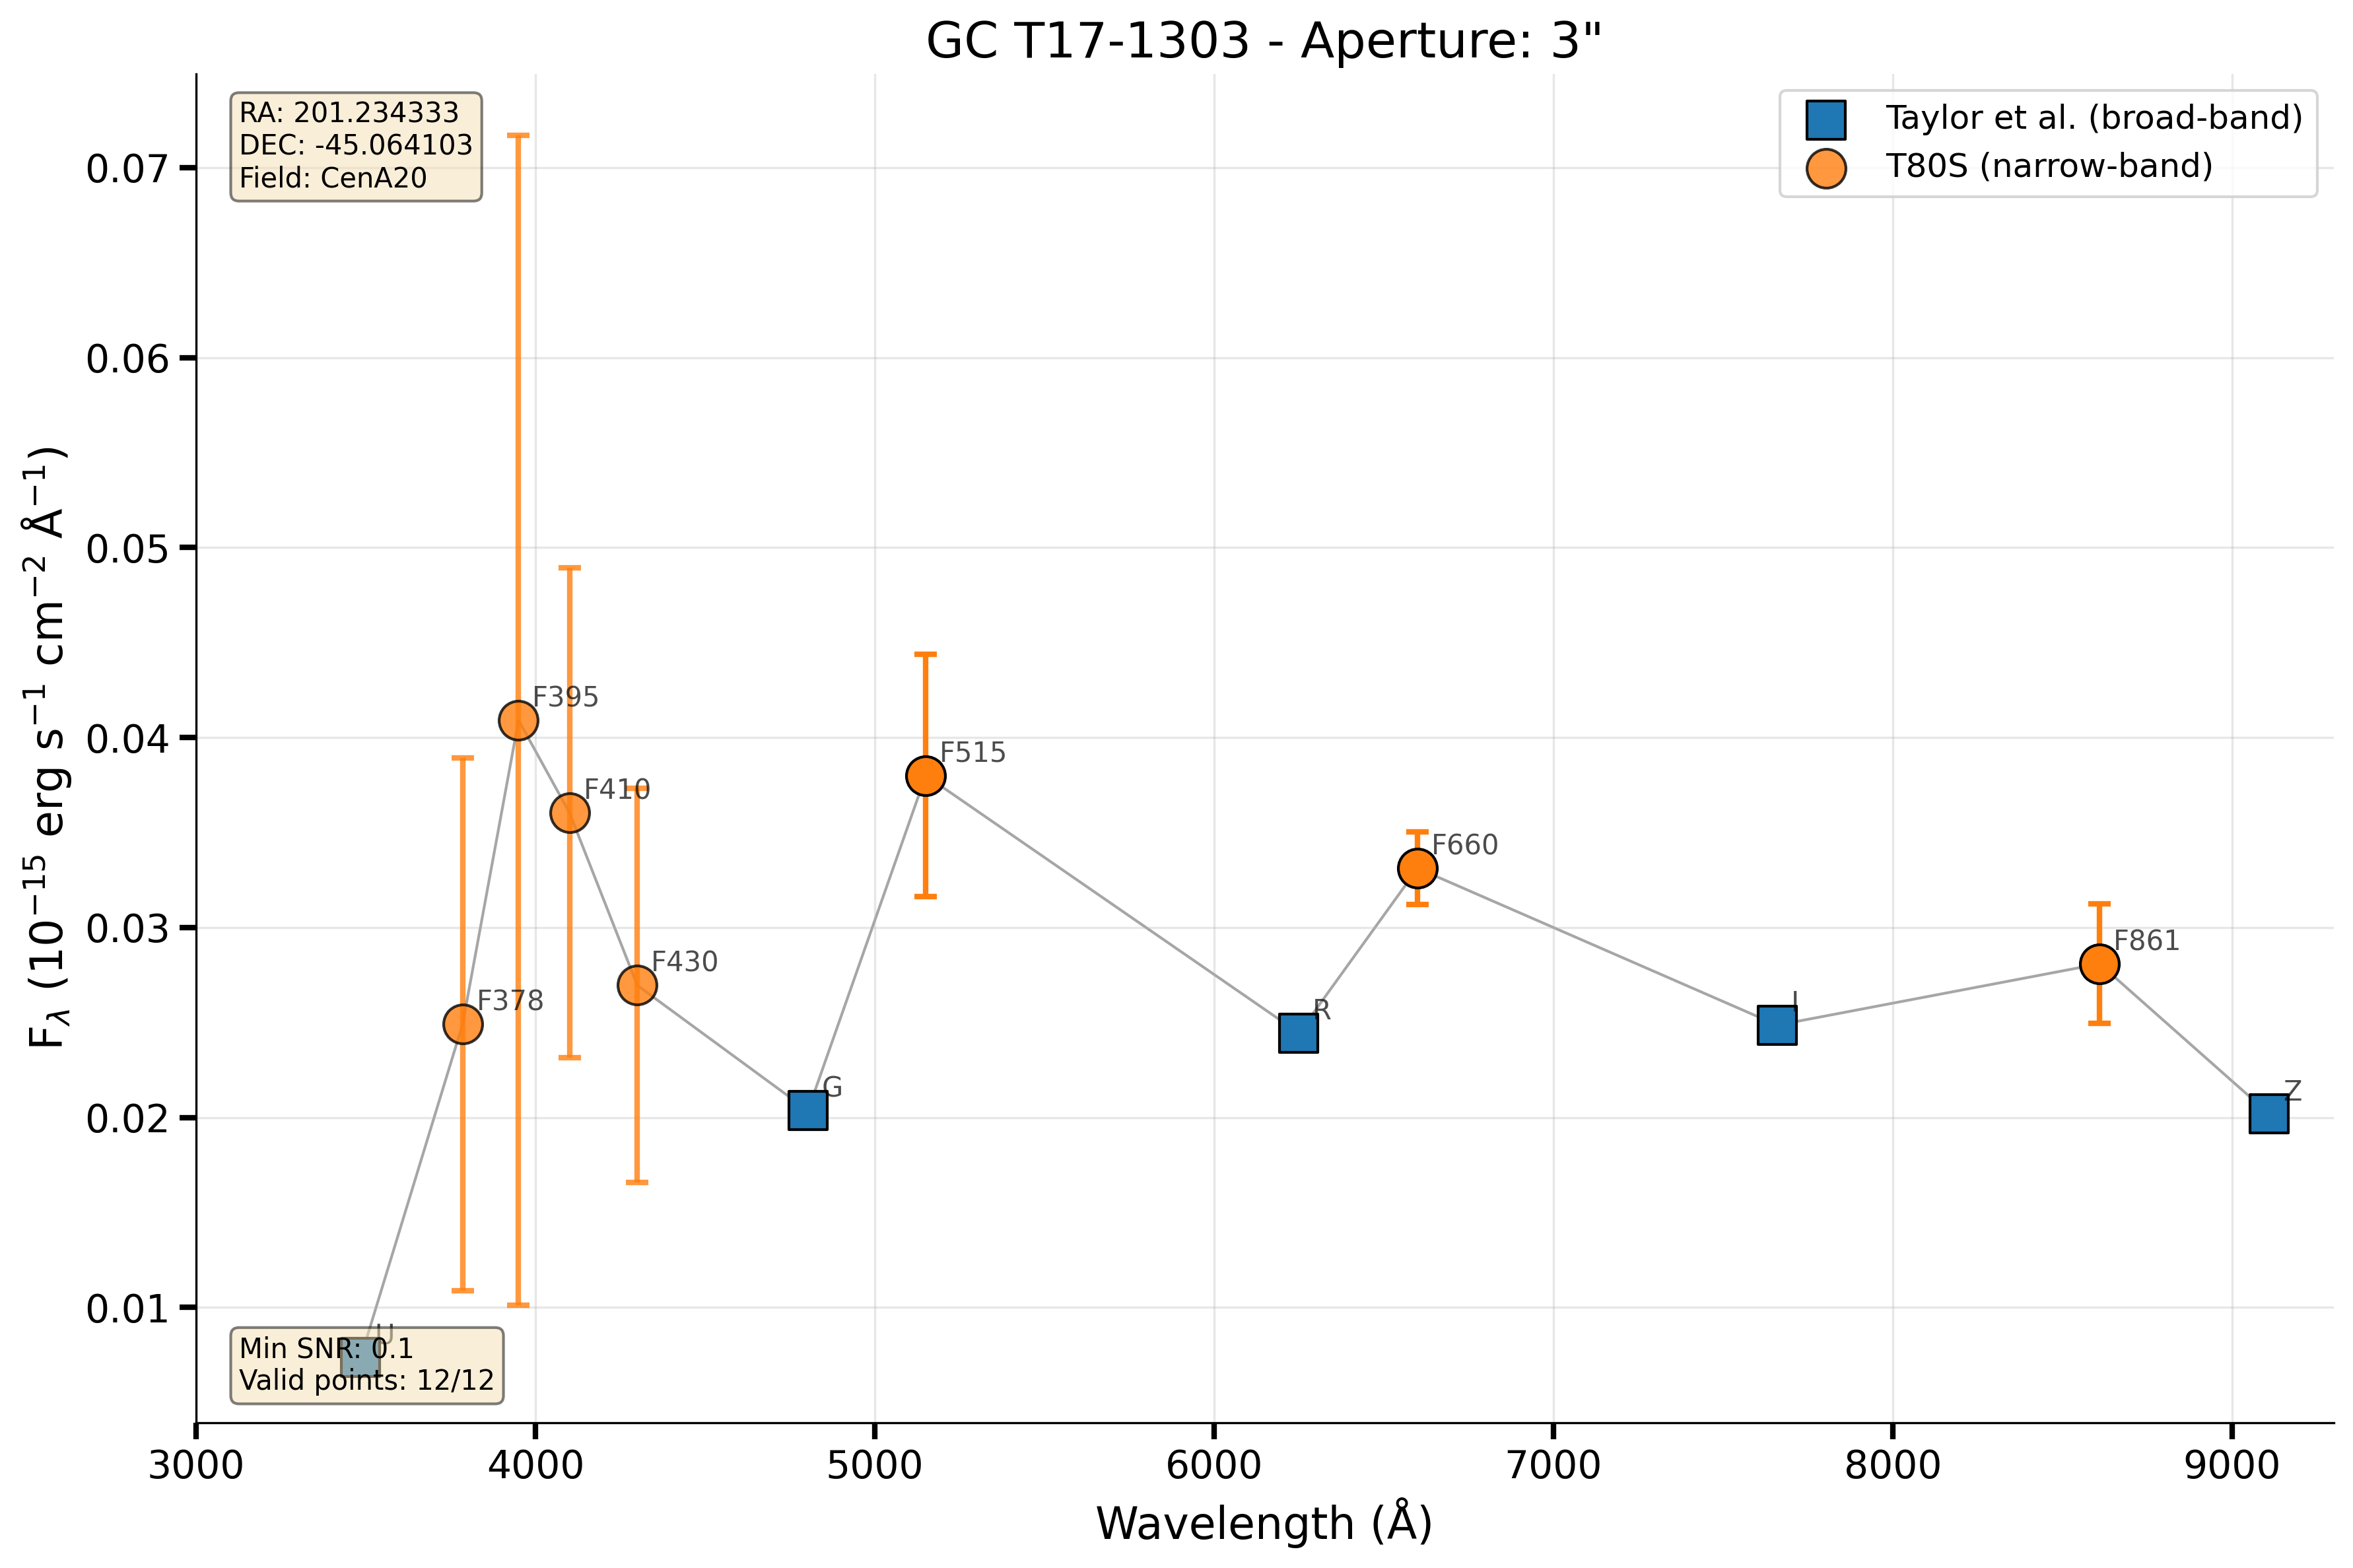 GC T17-1303 - Aperture: 3"
RA: 201.234333
DEC: -45.064103
Field: CenA20
Taylor et al. (broad-band)
T80S (narrow-band)
0.07
0.06
0.05
0.04
0.03
0.02
0.01
F_λ (10⁻¹⁵ erg s⁻¹ cm⁻² Å⁻¹)
F395
F410
F378
F430
F515
F660
F861
G
R
I
Z
U
Min SNR: 0.1
Valid points: 12/12
3000
4000
5000
6000
7000
8000
9000
Wavelength (Å)